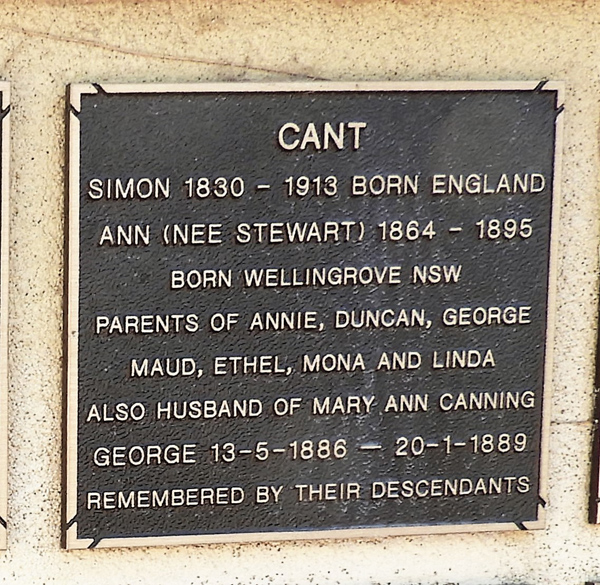 CANT
SIMON 1830 - 1913 BORN ENGLAND
ANN (NEE STEWART) 1864 - 1895
BORN WELLINGROVE NSW
PARENTS OF ANNIE, DUNCAN, GEORGE
MAUD, ETHEL, MONA AND LINDA
ALSO HUSBAND OF MARY ANN CANNING
GEORGE 13-5-1886 — 20-1-1889
REMEMBERED BY THEIR DESCENDANTS